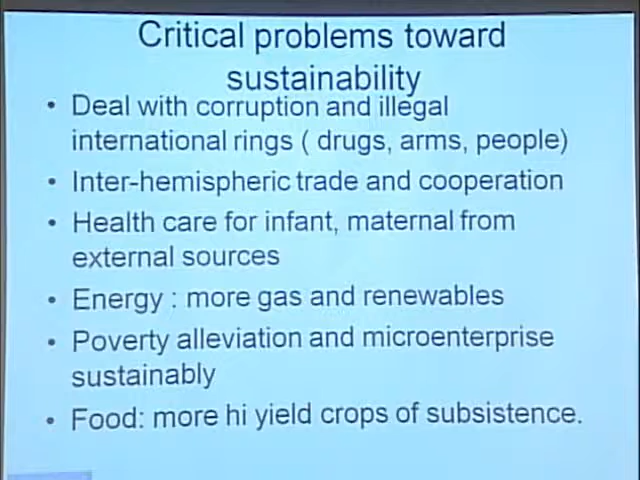 Critical problems toward
sustainability
• Deal with corruption and illegal
international rings ( drugs, arms, people)
• Inter-hemispheric trade and cooperation
• Health care for infant, maternal from
external sources
• Energy : more gas and renewables
• Poverty alleviation and microenterprise
sustainably
• Food: more hi yield crops of subsistence.